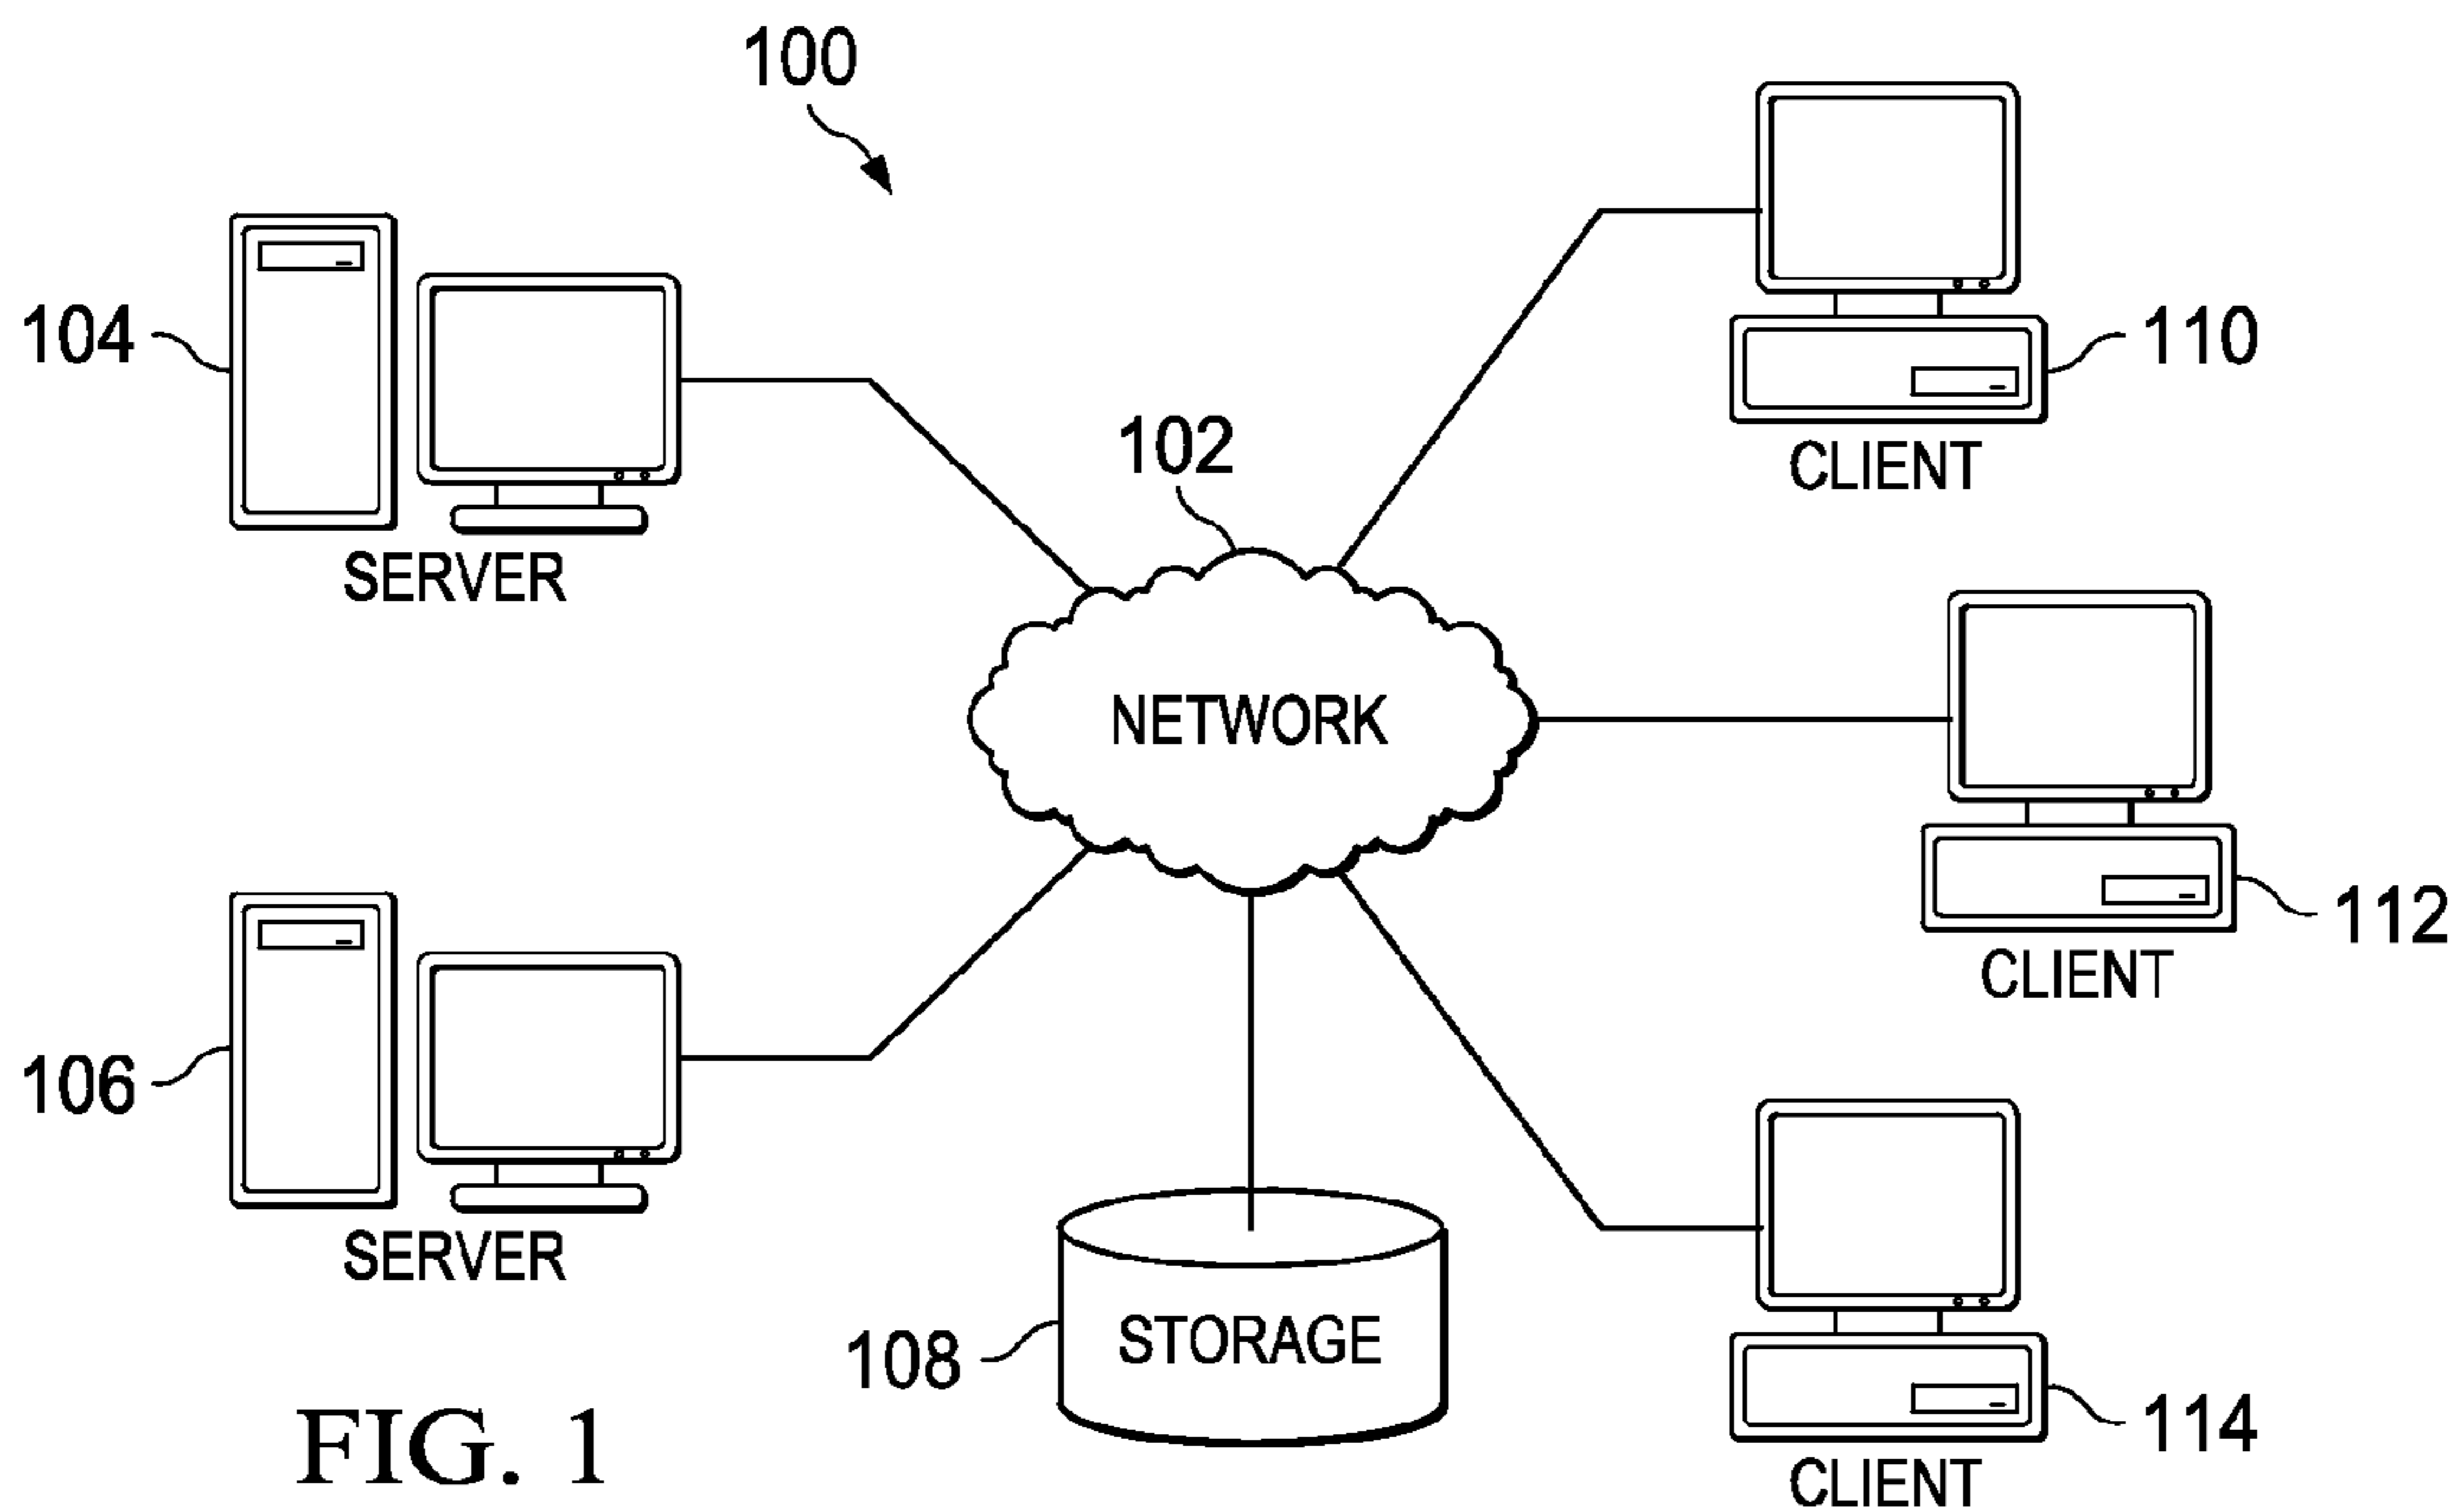 100
104
SERVER
110
CLIENT
102
NETWORK
112
CLIENT
106
SERVER
108
STORAGE
114
CLIENT
FIG. 1